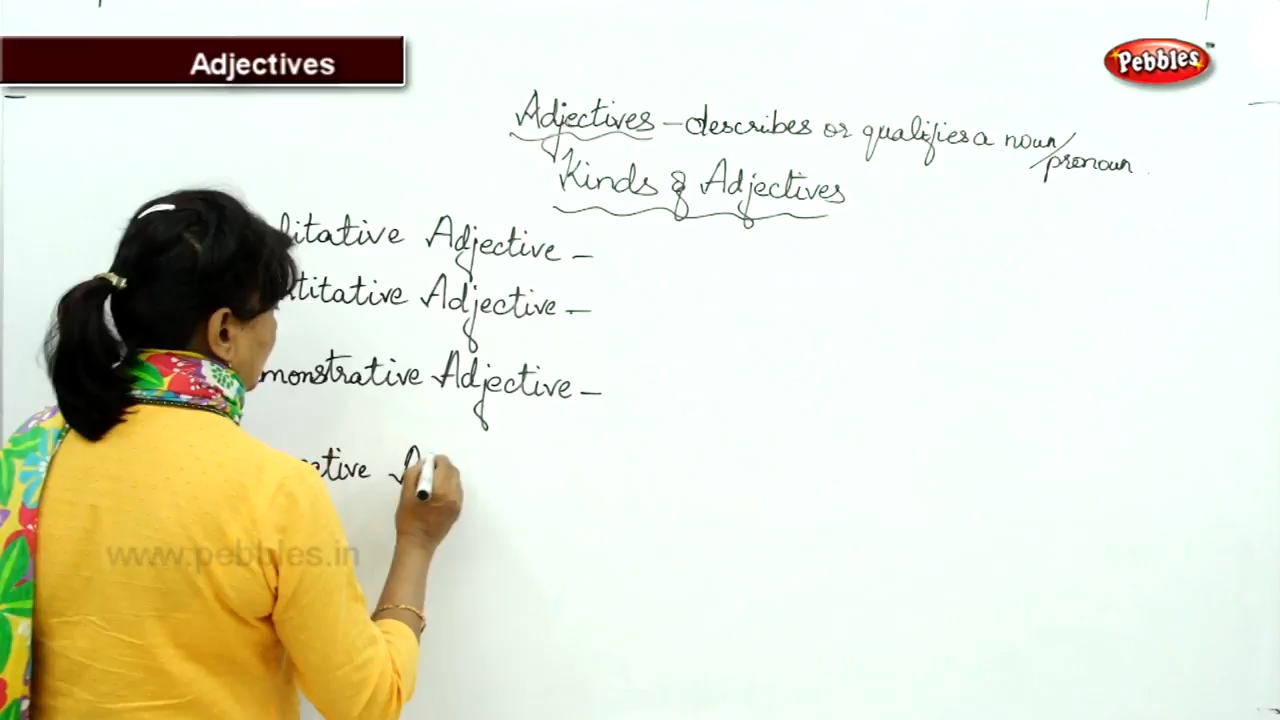 Adjectives
Pebbles™
Adjectives - describes or qualifies a noun/pronoun
Kinds of Adjectives
litative Adjective -
titative Adjective -
monstrative Adjective -
ctive A
www.pebbles.in